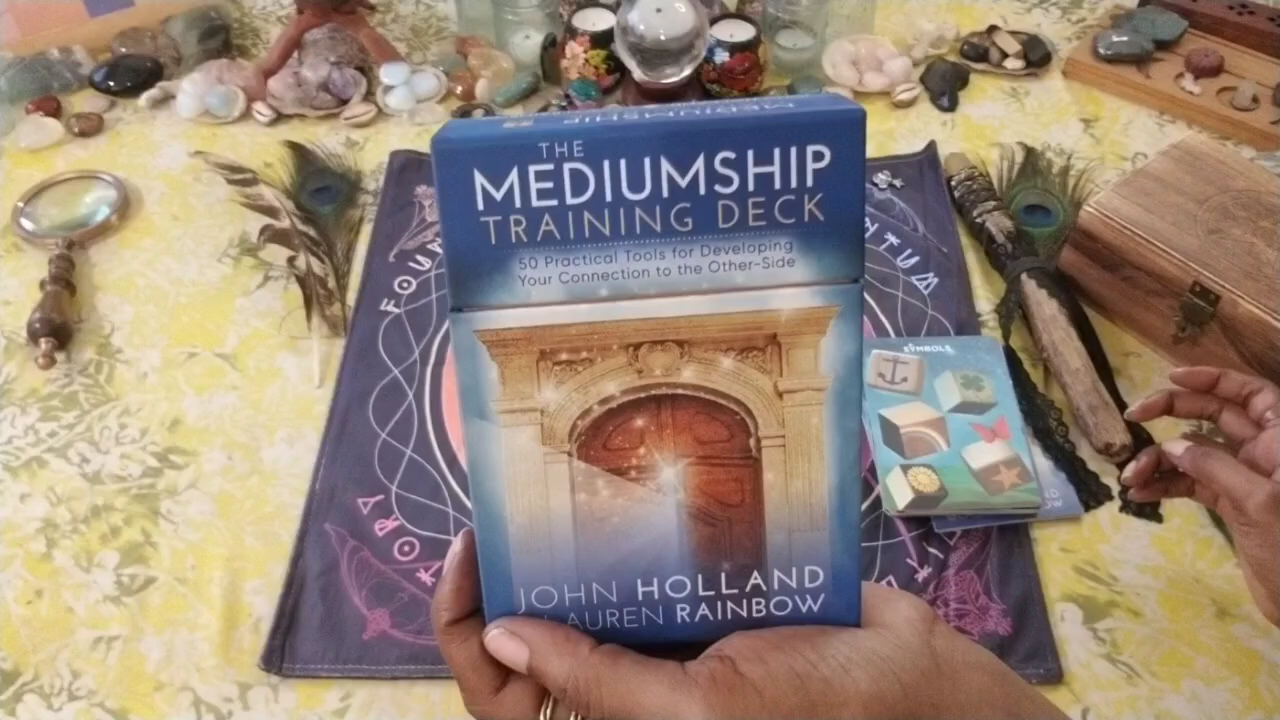 MEDIUMSHIP
THE
MEDIUMSHIP
TRAINING DECK
50 Practical Tools for Developing
Your Connection to the Other-Side
JOHN HOLLAND
LAUREN RAINBOW
SYMBOLS